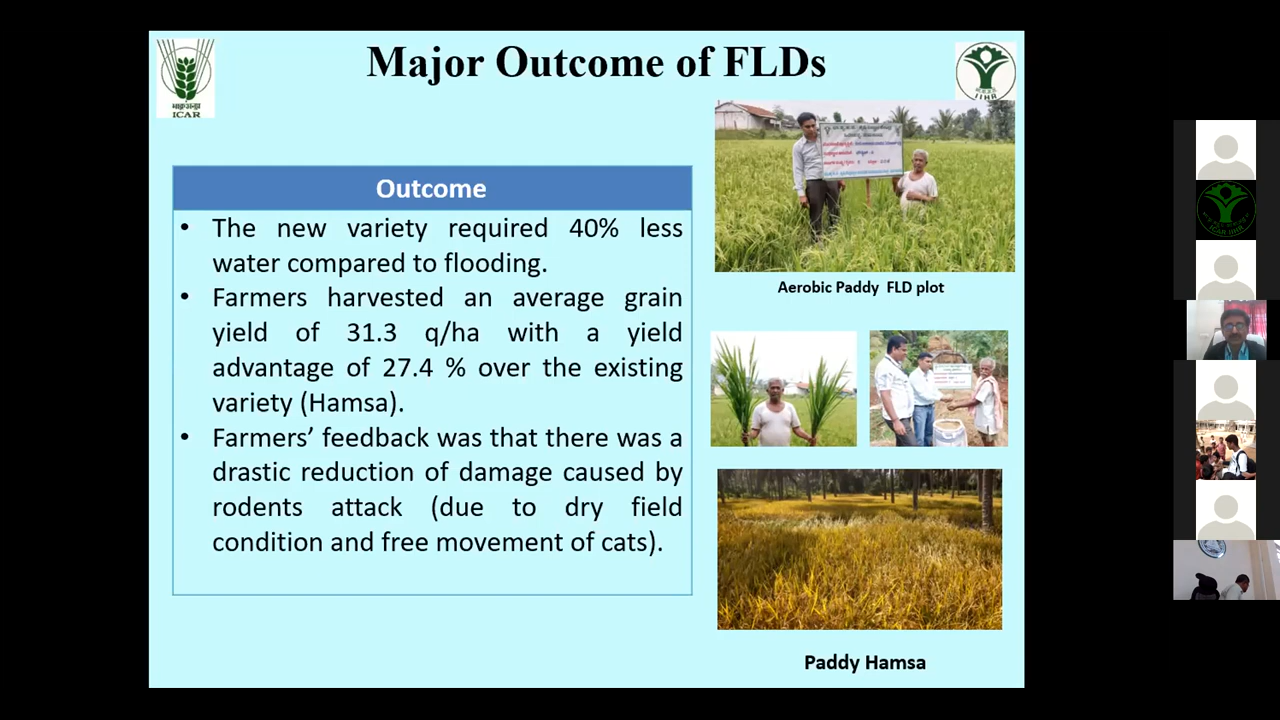 Major Outcome of FLDs
ICAR
IIHR
Outcome
• The new variety required 40% less
water compared to flooding.
• Farmers harvested an average grain
yield of 31.3 q/ha with a yield
advantage of 27.4 % over the existing
variety (Hamsa).
• Farmers’ feedback was that there was a
drastic reduction of damage caused by
rodents attack (due to dry field
condition and free movement of cats).
Aerobic Paddy FLD plot
Paddy Hamsa